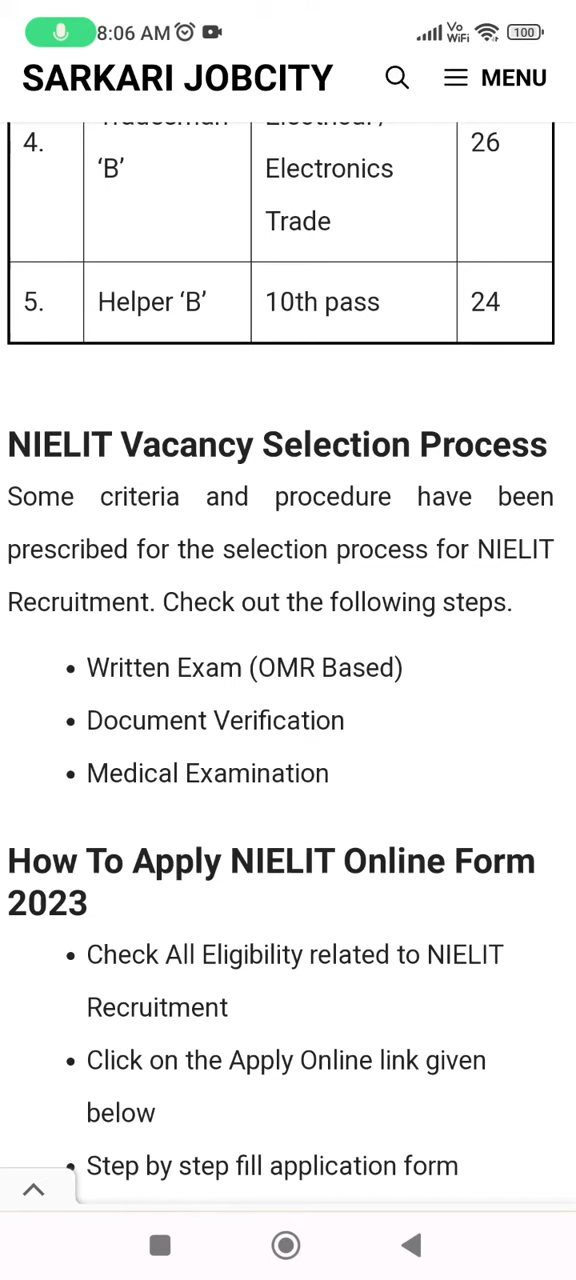 8:06 AM
Vo
WiFi
100
SARKARI JOBCITY
MENU
4.
Tradesman
Electrical /
26
‘B’
Electronics
Trade
5.
Helper ‘B’
10th pass
24
NIELIT Vacancy Selection Process
Some criteria and procedure have been
prescribed for the selection process for NIELIT
Recruitment. Check out the following steps.
• Written Exam (OMR Based)
• Document Verification
• Medical Examination
How To Apply NIELIT Online Form
2023
• Check All Eligibility related to NIELIT
Recruitment
• Click on the Apply Online link given
below
• Step by step fill application form